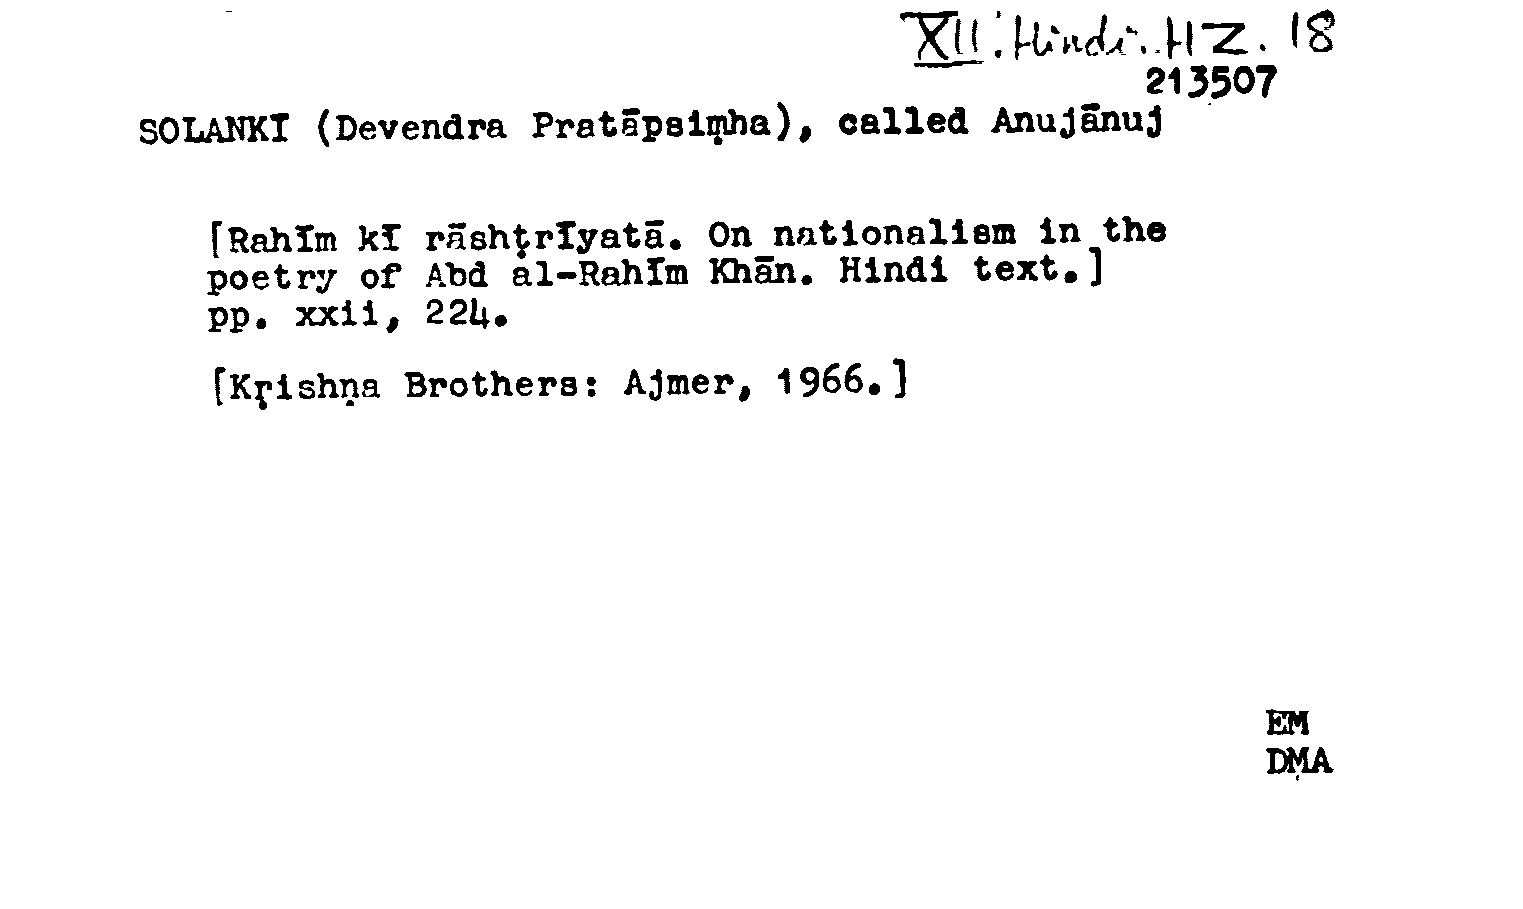 XII. Hindi. HZ. 18
213507
SOLANKĪ (Devendra Pratāpsiṃha), called Anujānuj
[Rahīm kī rāshṭrīyatā. On nationalism in the
poetry of Abd al-Rahīm Khān. Hindi text.]
pp. xxii, 224.
[Kṛishṇa Brothers: Ajmer, 1966.]
EM
DMA